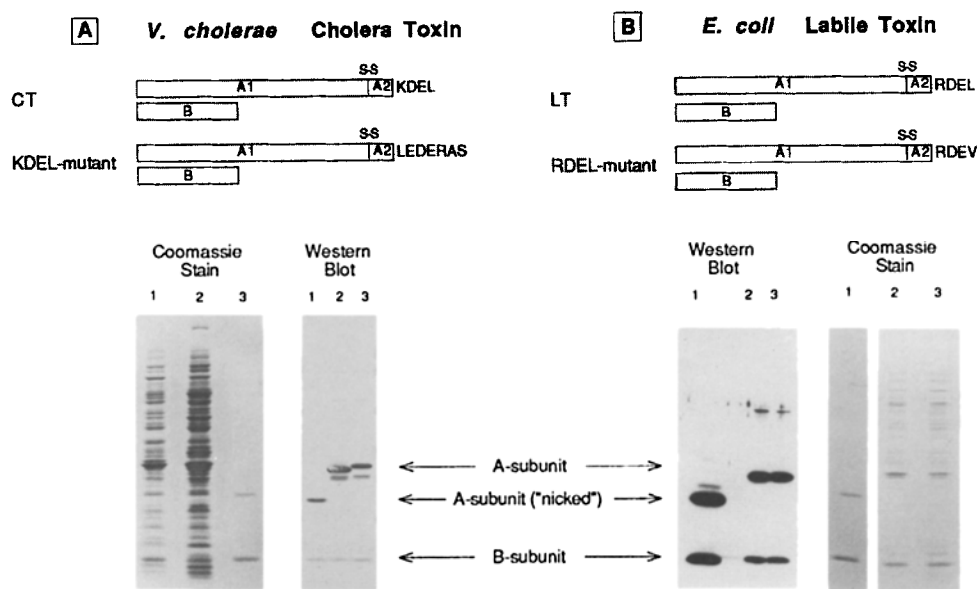 A V. cholerae Cholera Toxin
S-S
CT A1 A2 KDEL
B
S-S
KDEL-mutant A1 A2 LEDERAS
B
B E. coli Labile Toxin
S-S
LT A1 A2 RDEL
B
S-S
RDEL-mutant A1 A2 RDEV
B
Coomassie
Stain
1 2 3
Western
Blot
1 2 3
Western
Blot
1 2 3
Coomassie
Stain
1 2 3
A-subunit
A-subunit ("nicked")
B-subunit